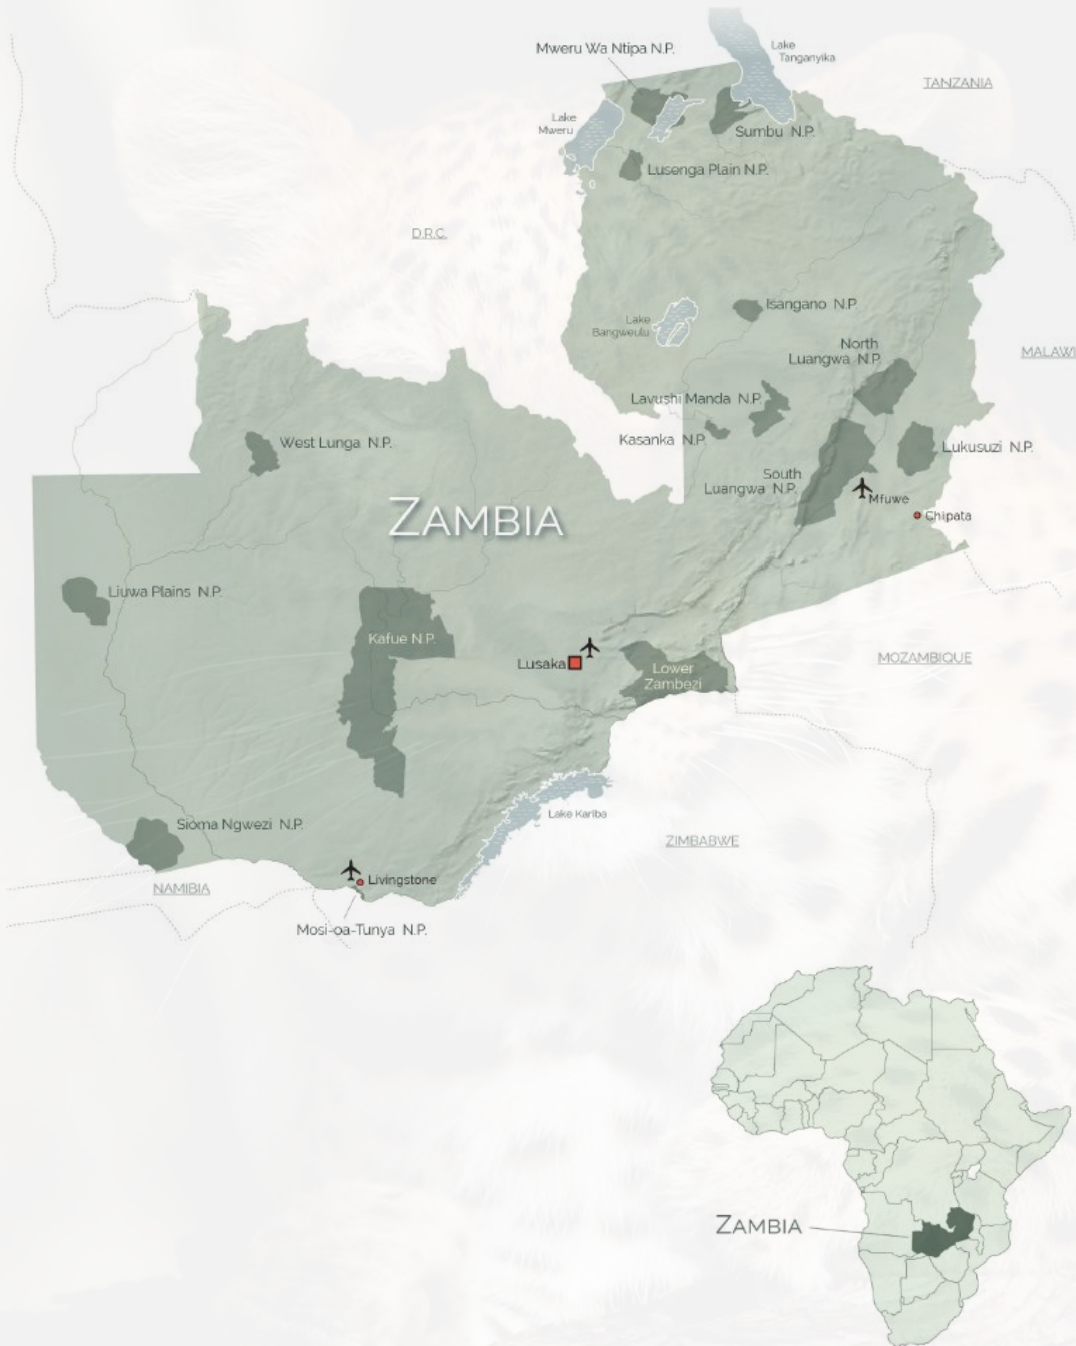 Mweru Wa Ntipa N.P.
Lake
Tanganyika
TANZANIA
Lake
Mweru
Sumbu N.P.
Lusenga Plain N.P.
D.R.C.
Isangano N.P.
Lake
Bangweulu
North
Luangwa N.P.
MALAWI
Lavushi Manda N.P.
Kasanka N.P.
West Lunga N.P.
Lukusuzi N.P.
South
Luangwa N.P.
Mfuwe
ZAMBIA
Chipata
Liuwa Plains N.P.
Kafue N.P.
Lusaka
Lower
Zambezi
MOZAMBIQUE
Lake Kariba
Sioma Ngwezi N.P.
ZIMBABWE
Livingstone
NAMIBIA
Mosi-oa-Tunya N.P.
ZAMBIA